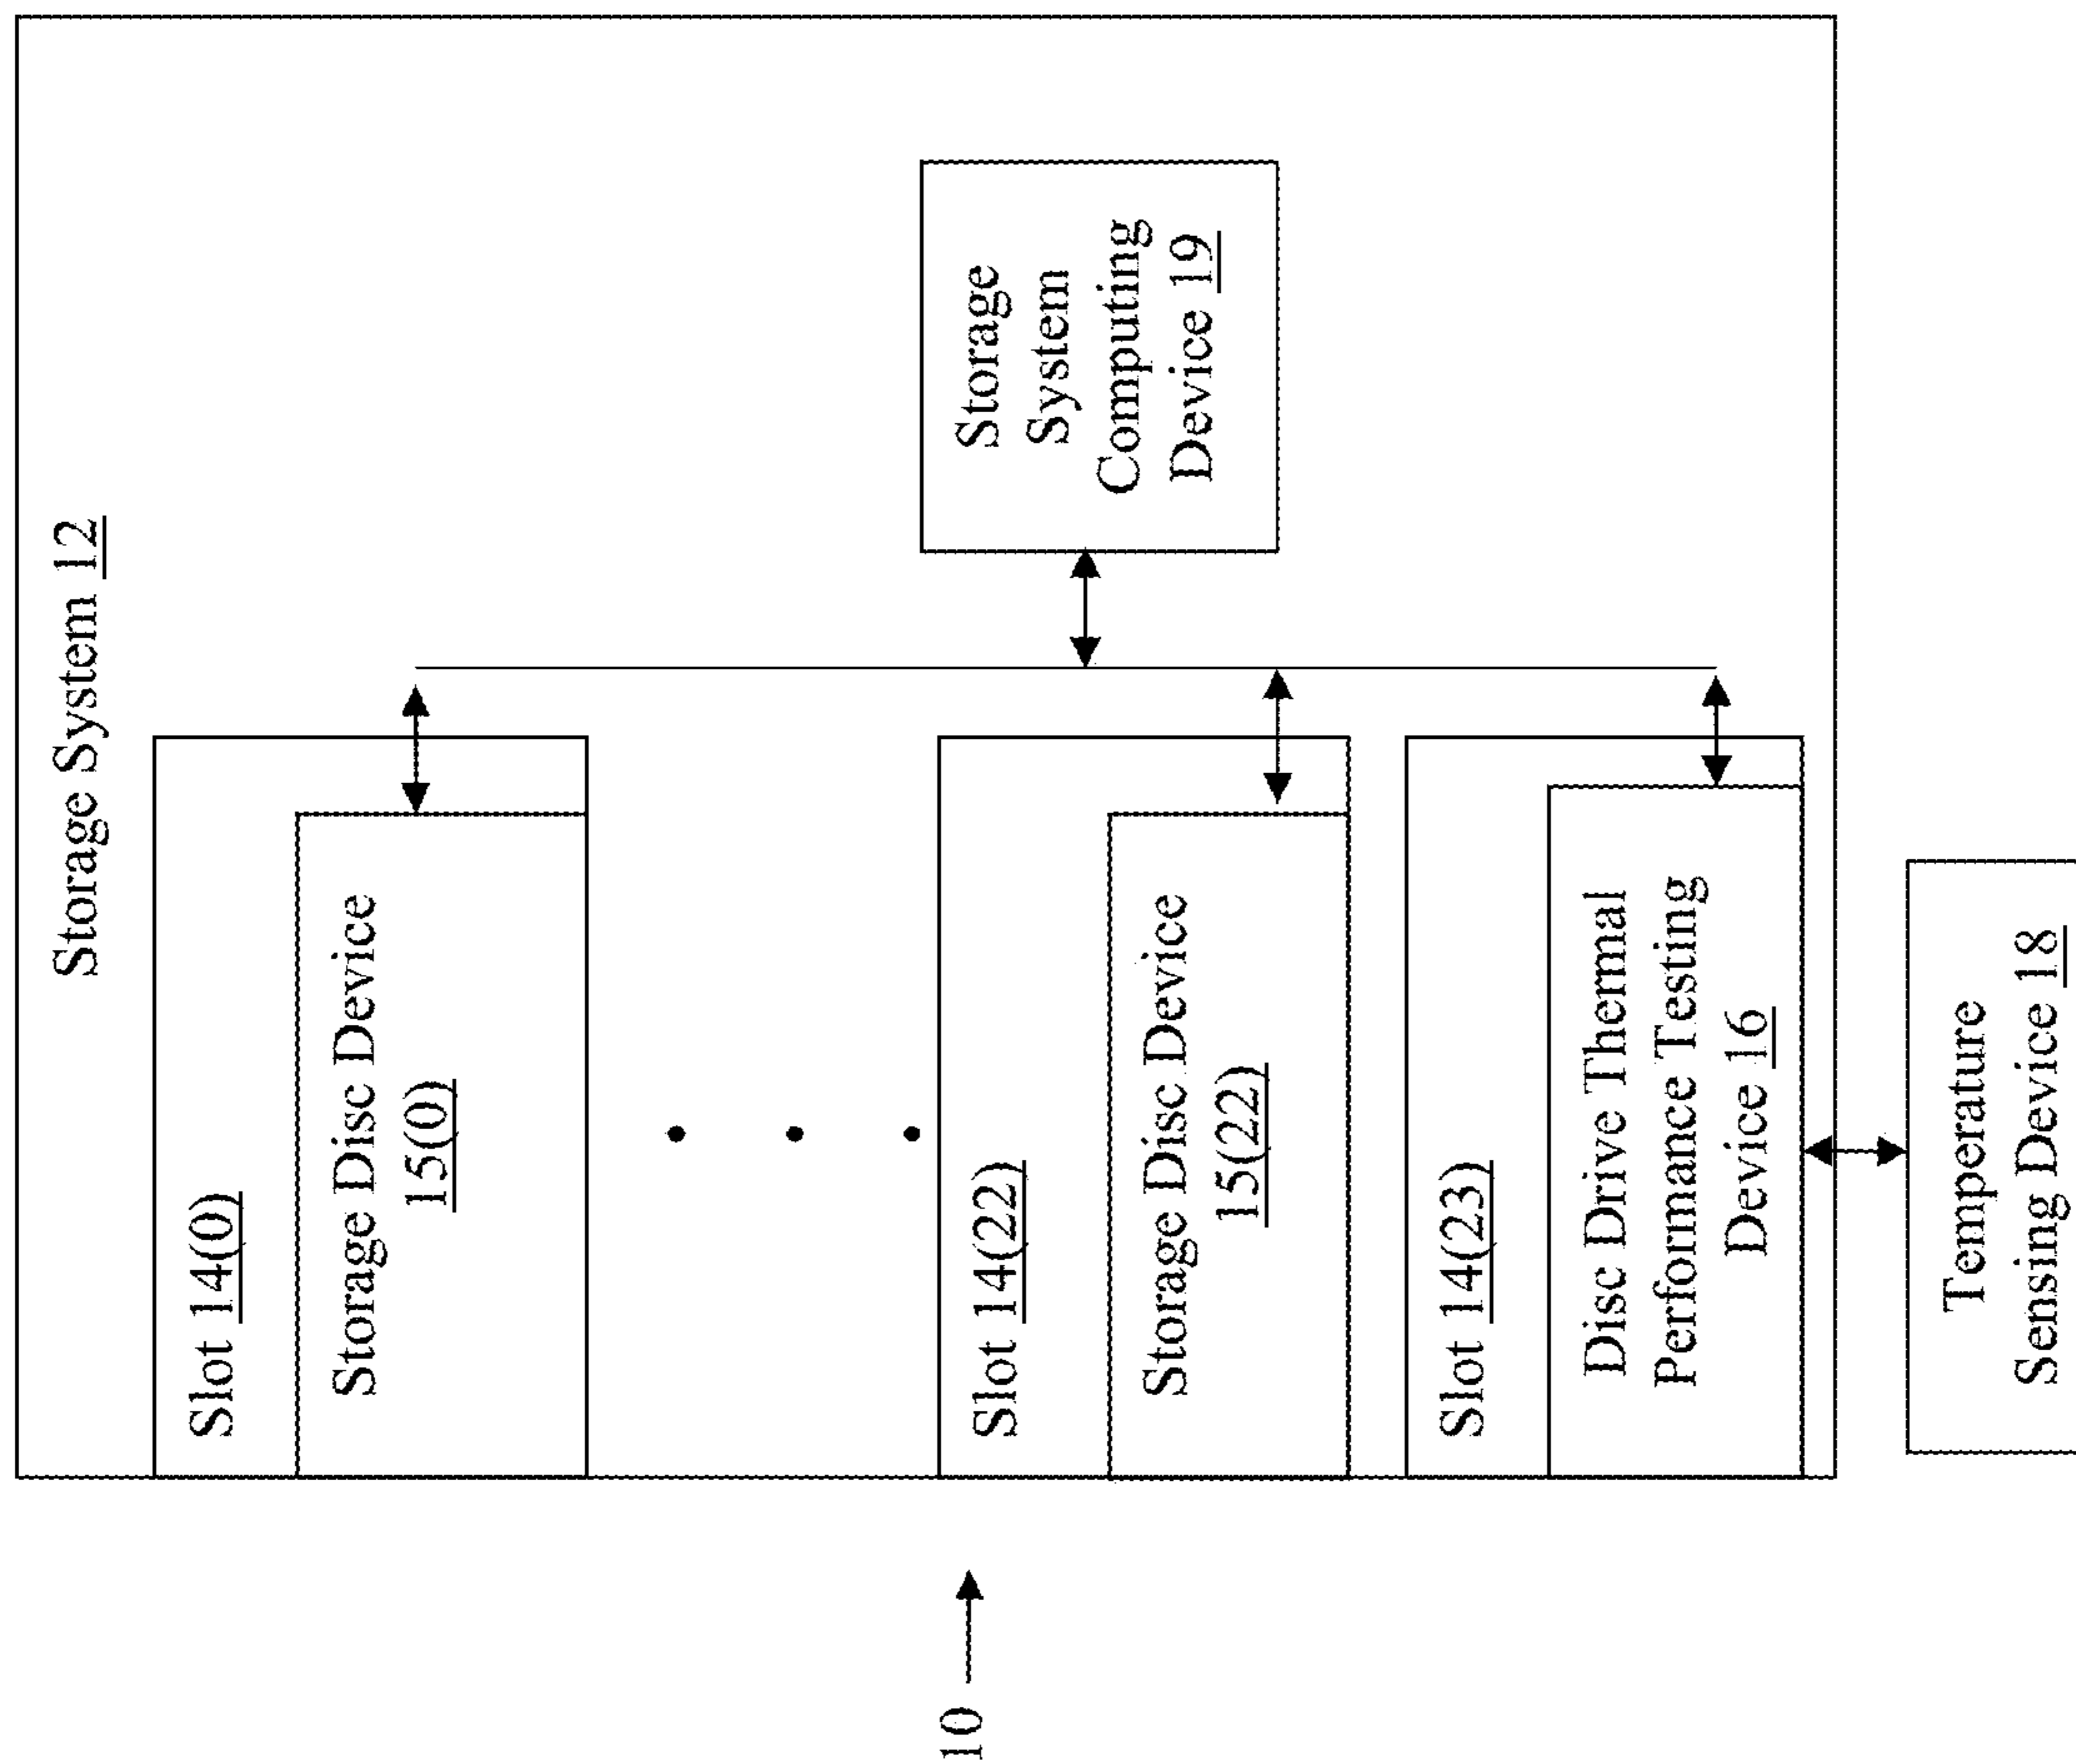 Storage System 12
Slot 14(0)
Storage Disc Device
15(0)
Slot 14(22)
Storage Disc Device
15(22)
Slot 14(23)
Disc Drive Thermal
Performance Testing
Device 16
Storage
System
Computing
Device 19
Temperature
Sensing Device 18
10